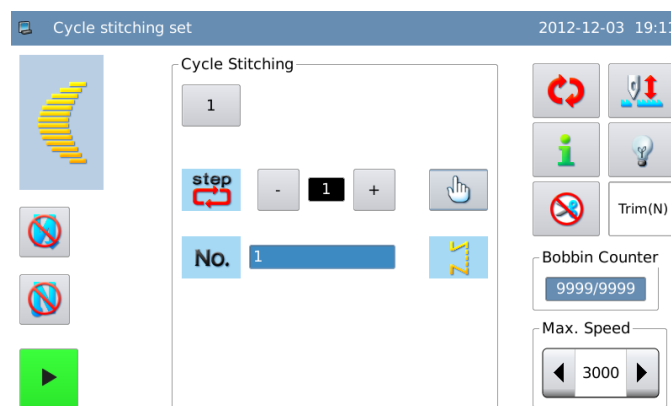 Cycle stitching set 2012-12-03 19:11
Cycle Stitching
1
step
- 1 +
No. 1
Trim(N)
Bobbin Counter
9999/9999
Max. Speed
3000